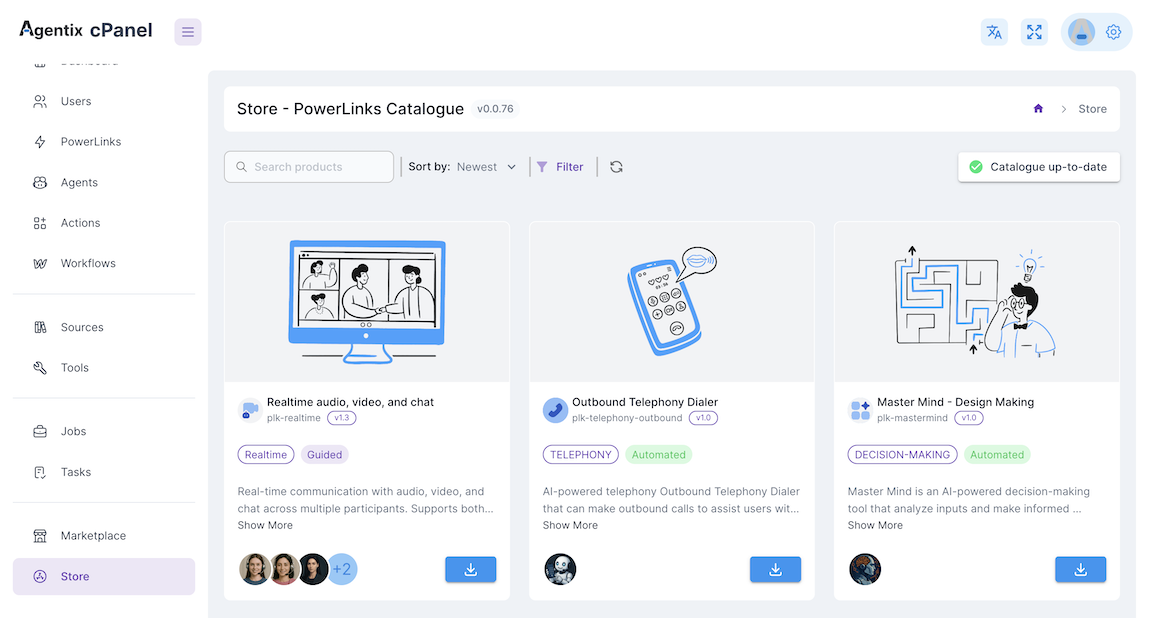 Agentix cPanel
Users
PowerLinks
Agents
Actions
Workflows
Sources
Tools
Jobs
Tasks
Marketplace
Store
Store - PowerLinks Catalogue v0.0.76
Store
Search products
Sort by: Newest
Filter
Catalogue up-to-date
Realtime audio, video, and chat
plk-realtime v1.3
Realtime Guided
Real-time communication with audio, video, and
chat across multiple participants. Supports both...
Show More
+2
Outbound Telephony Dialer
plk-telephony-outbound v1.0
TELEPHONY Automated
AI-powered telephony Outbound Telephony Dialer
that can make outbound calls to assist users wit...
Show More
Master Mind - Design Making
plk-mastermind v1.0
DECISION-MAKING Automated
Master Mind is an AI-powered decision-making
tool that analyze inputs and make informed ...
Show More